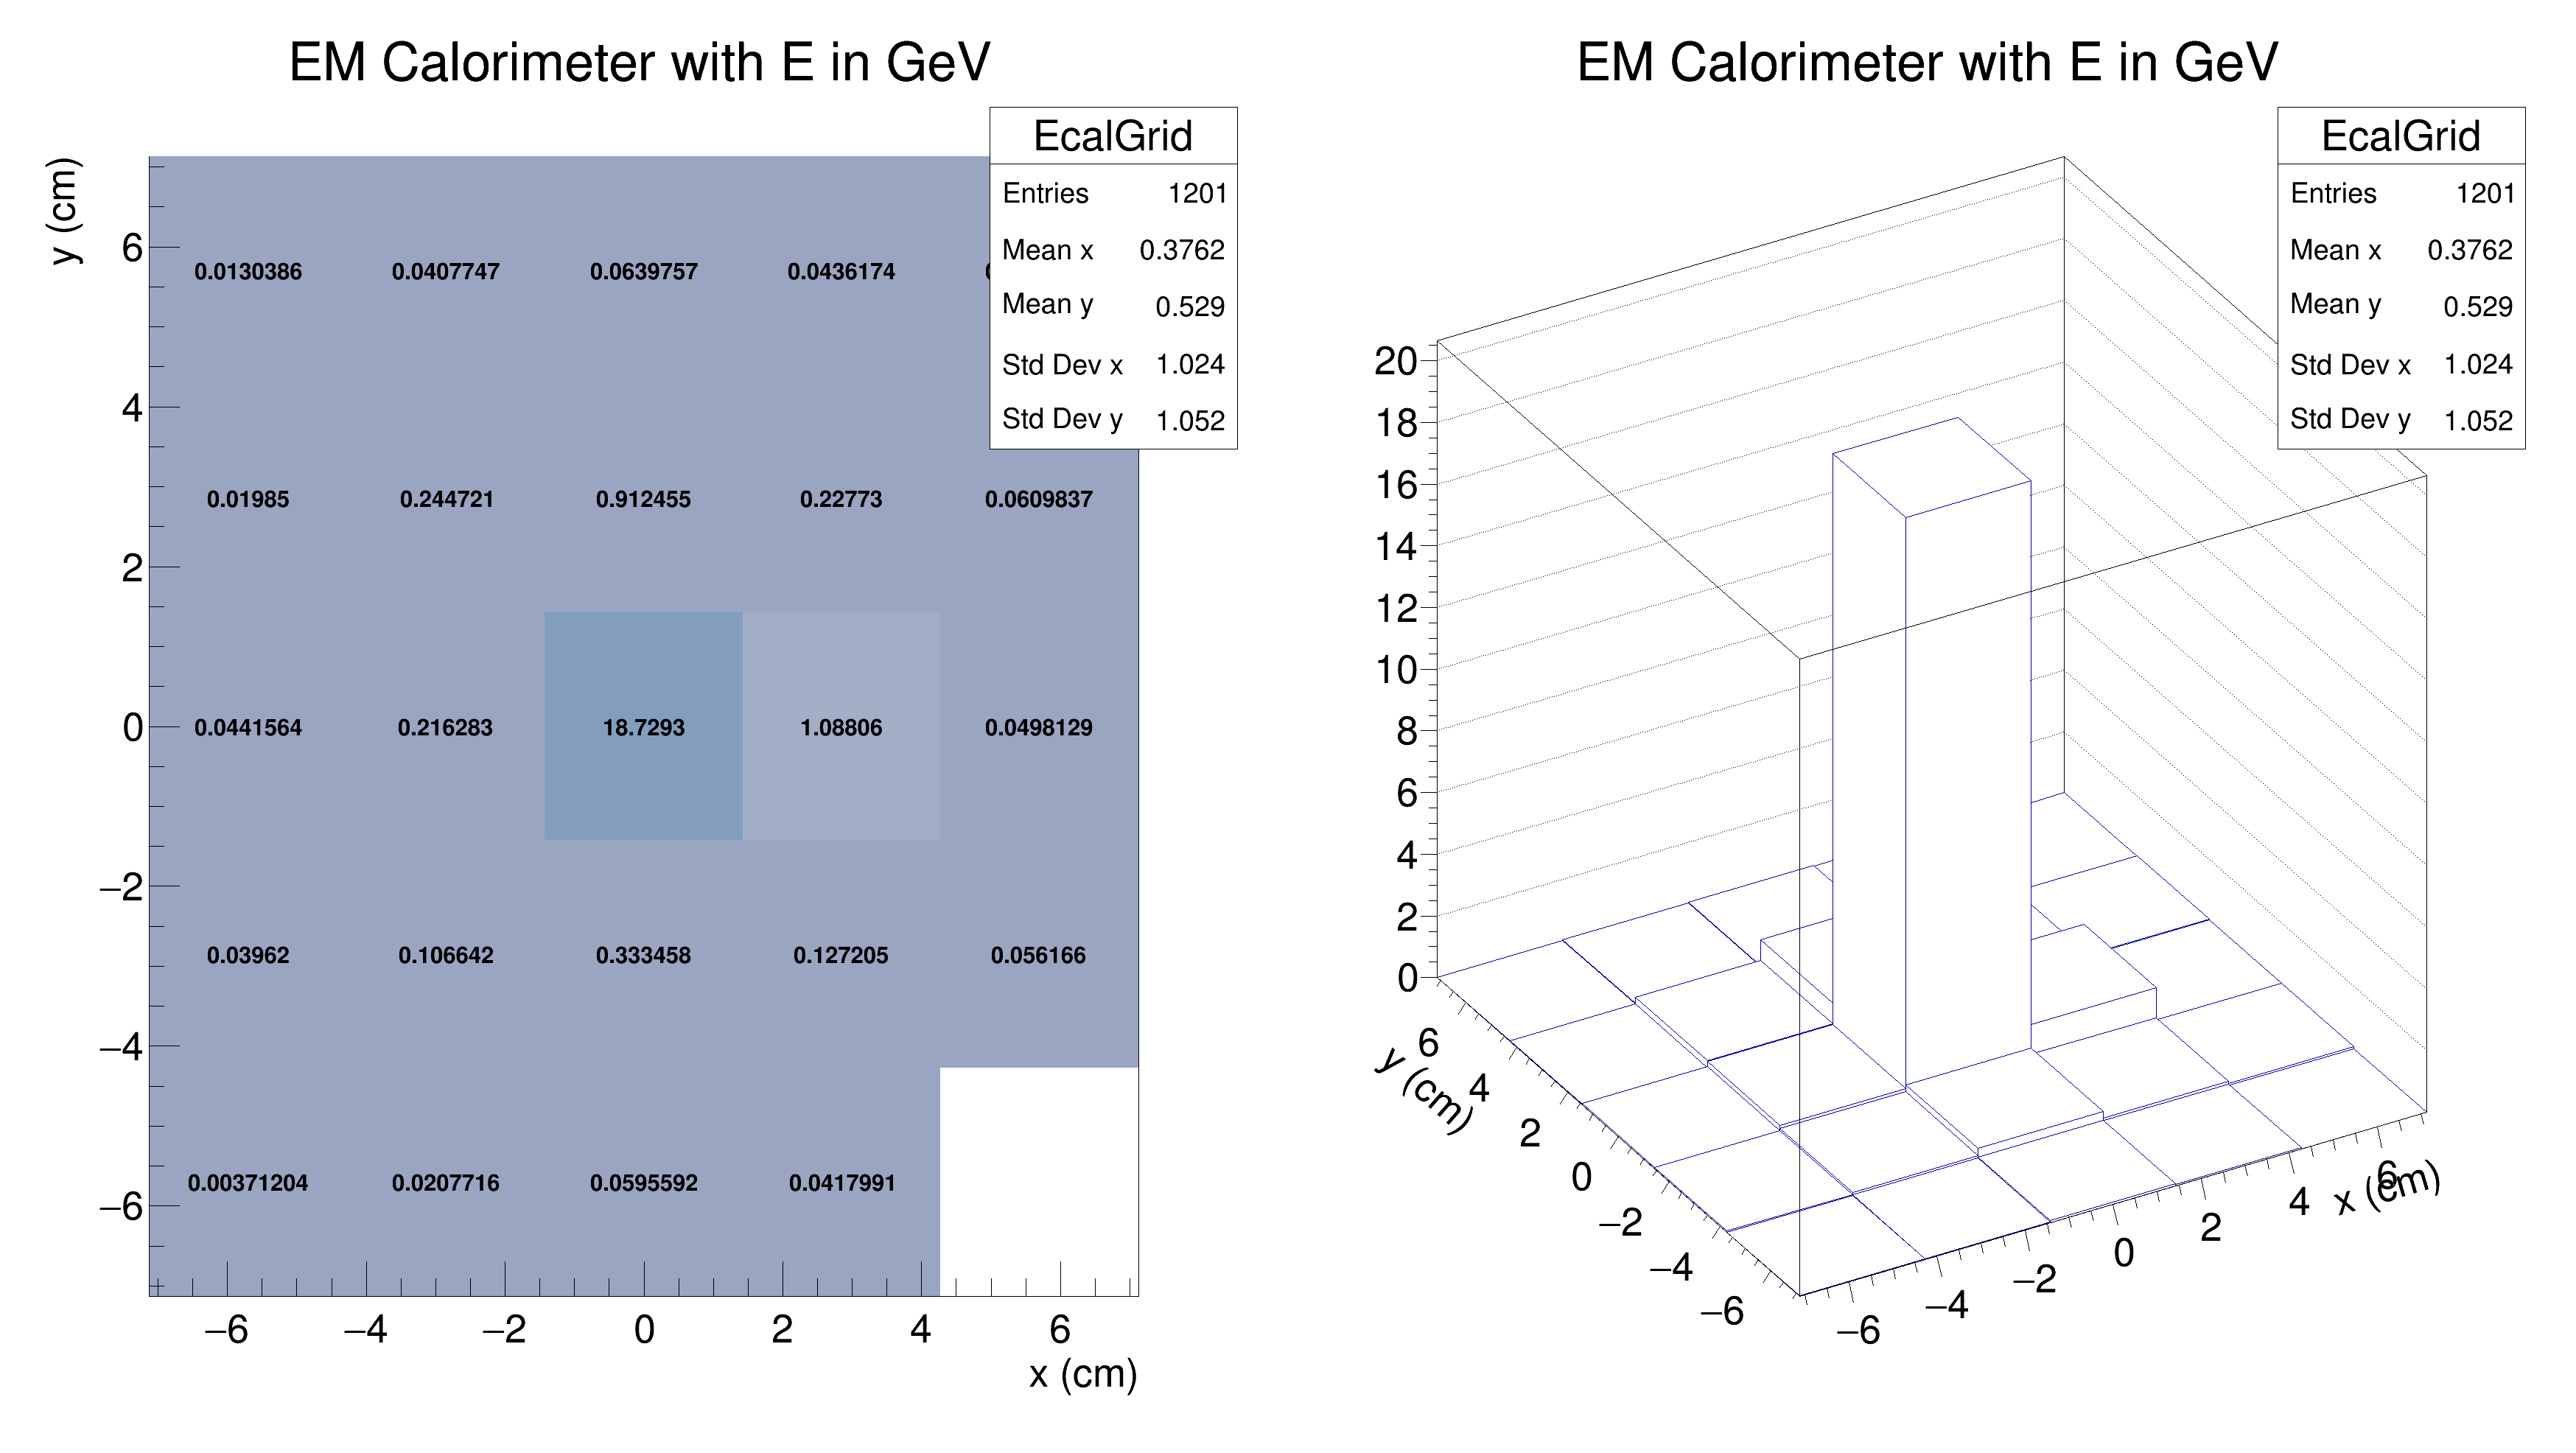 EM Calorimeter with E in GeV
EcalGrid
Entries 1201
Mean x 0.3762
Mean y 0.529
Std Dev x 1.024
Std Dev y 1.052
y (cm)
6
4
2
0
−2
−4
−6
0.0130386 0.0407747 0.0639757 0.0436174
0.01985 0.244721 0.912455 0.22773 0.0609837
0.0441564 0.216283 18.7293 1.08806 0.0498129
0.03962 0.106642 0.333458 0.127205 0.056166
0.00371204 0.0207716 0.0595592 0.0417991
−6 −4 −2 0 2 4 6
x (cm)
EM Calorimeter with E in GeV
EcalGrid
Entries 1201
Mean x 0.3762
Mean y 0.529
Std Dev x 1.024
Std Dev y 1.052
20
18
16
14
12
10
8
6
4
2
0
y (cm)
6
4
2
0
−2
−4
−6
−6
−4
−2
0
2
4
6
x (cm)